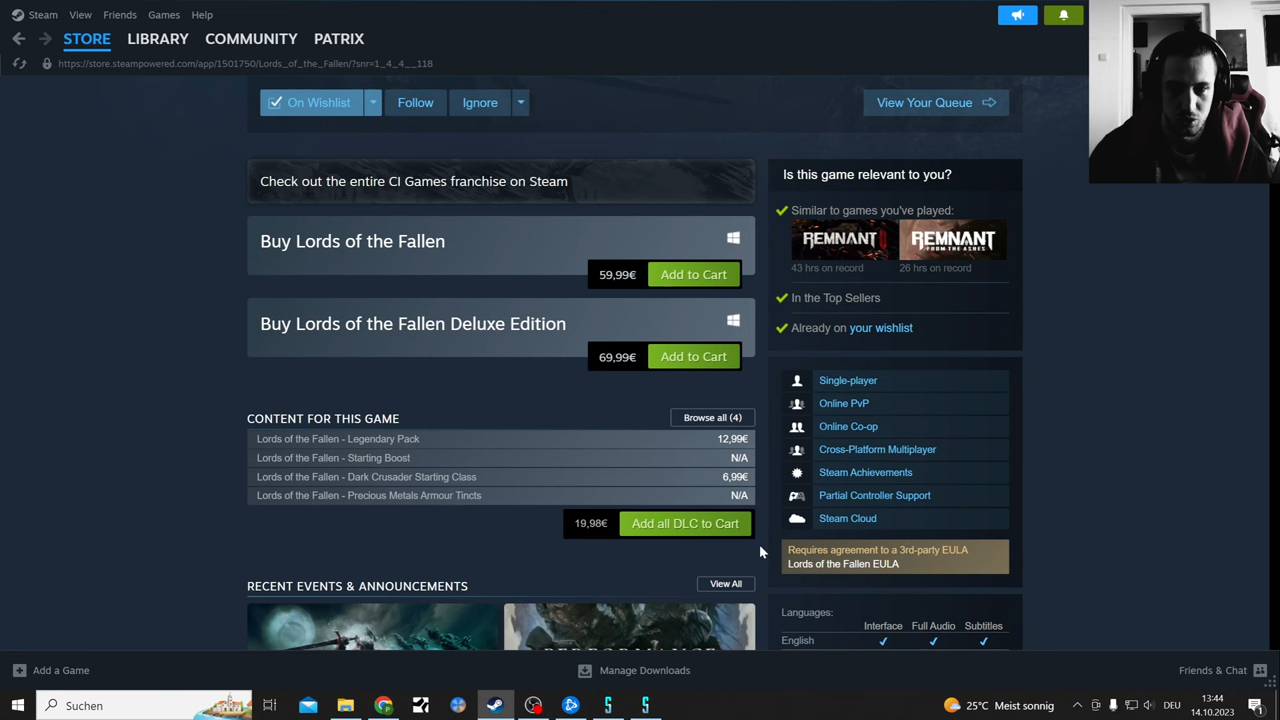 Steam View Friends Games Help
STORE LIBRARY COMMUNITY PATRIX
https://store.steampowered.com/app/1501750/Lords_of_the_Fallen/?snr=1_4_4__118
On Wishlist Follow Ignore View Your Queue
Check out the entire CI Games franchise on Steam
Buy Lords of the Fallen
59,99€ Add to Cart
Buy Lords of the Fallen Deluxe Edition
69,99€ Add to Cart
CONTENT FOR THIS GAME Browse all (4)
Lords of the Fallen - Legendary Pack 12,99€
Lords of the Fallen - Starting Boost N/A
Lords of the Fallen - Dark Crusader Starting Class 6,99€
Lords of the Fallen - Precious Metals Armour Tincts N/A
19,98€ Add all DLC to Cart
RECENT EVENTS & ANNOUNCEMENTS View All
PERFORMANCE
Is this game relevant to you?
Similar to games you've played:
REMNANT II REMNANT
FROM THE ASHES
43 hrs on record 26 hrs on record
In the Top Sellers
Already on your wishlist
Single-player
Online PvP
Online Co-op
Cross-Platform Multiplayer
Steam Achievements
Partial Controller Support
Steam Cloud
Requires agreement to a 3rd-party EULA
Lords of the Fallen EULA
Languages:
Interface Full Audio Subtitles
English ✔ ✔ ✔
Add a Game Manage Downloads Friends & Chat
Suchen 25°C Meist sonnig DEU 13:44
14.10.2023